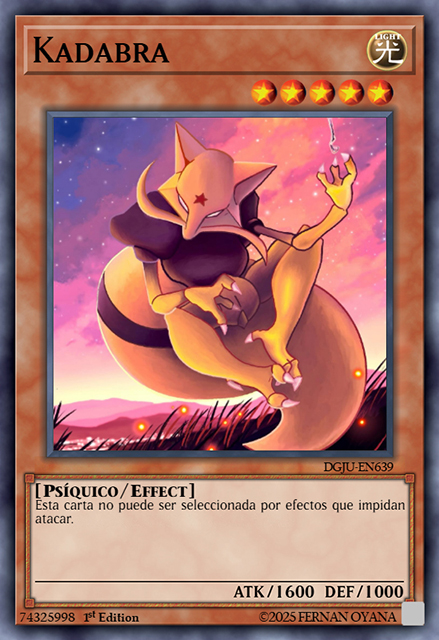 KADABRA
LIGHT
光
DGJU-EN639
[PSÍQUICO/EFFECT]
Esta carta no puede ser seleccionada por efectos que impidan
atacar.
ATK/1600 DEF/1000
74325998 1st Edition ©2025 FERNAN OYANA